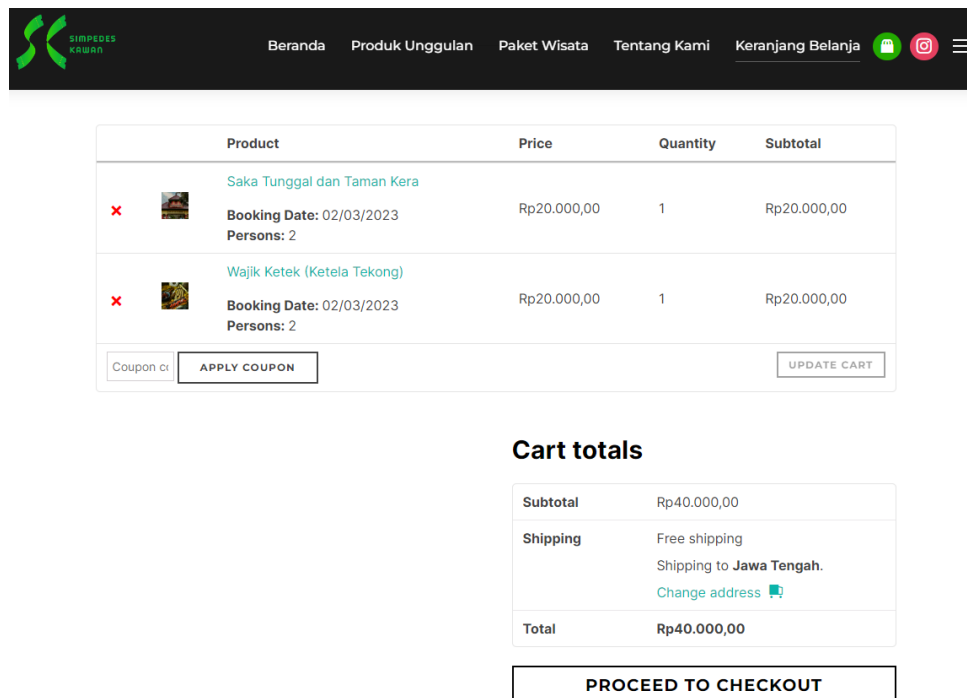 SIMPEDES
KAWAN
Beranda Produk Unggulan Paket Wisata Tentang Kami Keranjang Belanja
Product Price Quantity Subtotal
Saka Tunggal dan Taman Kera
Booking Date: 02/03/2023
Persons: 2
Rp20.000,00 1 Rp20.000,00
Wajik Ketek (Ketela Tekong)
Booking Date: 02/03/2023
Persons: 2
Rp20.000,00 1 Rp20.000,00
Coupon APPLY COUPON UPDATE CART
Cart totals
Subtotal Rp40.000,00
Shipping Free shipping
Shipping to Jawa Tengah.
Change address
Total Rp40.000,00
PROCEED TO CHECKOUT